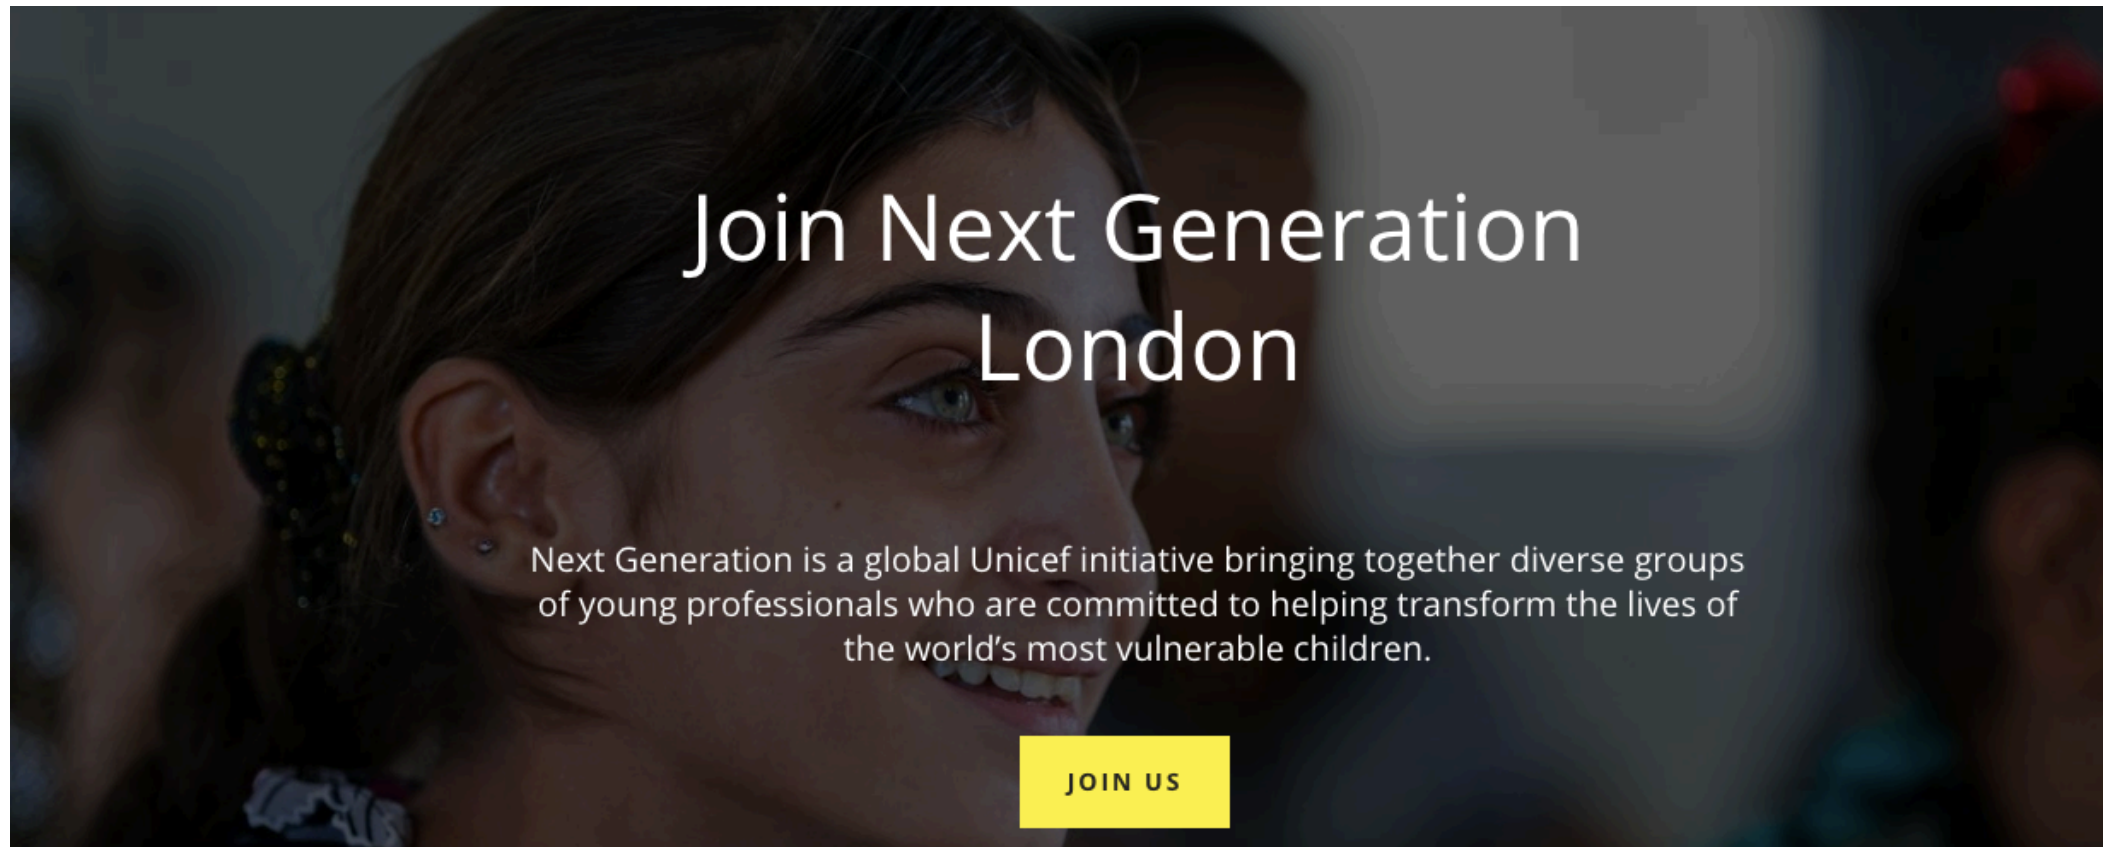 Join Next Generation
London
Next Generation is a global Unicef initiative bringing together diverse groups
of young professionals who are committed to helping transform the lives of
the world’s most vulnerable children.
JOIN US